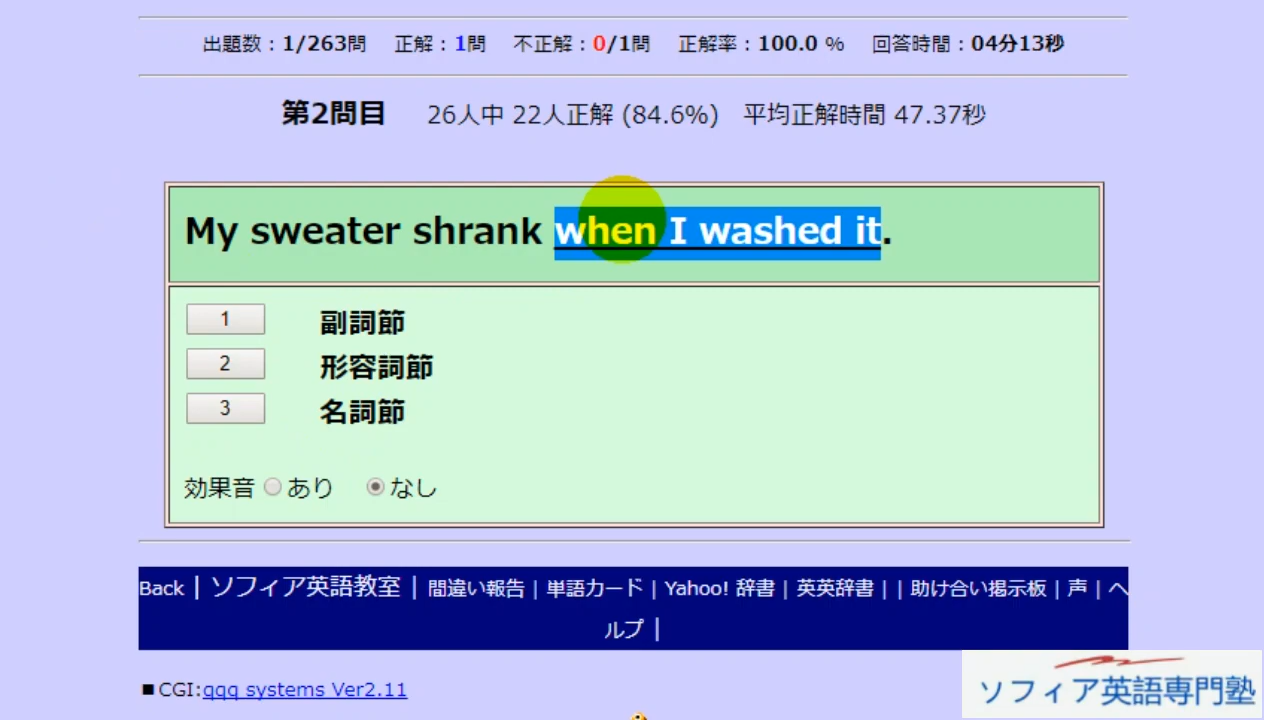 出題数：1/263問 正解：1問 不正解：0/1問 正解率：100.0 % 回答時間：04分13秒
第2問目 26人中 22人正解 (84.6%) 平均正解時間 47.37秒
My sweater shrank when I washed it.
1 副詞節
2 形容詞節
3 名詞節
効果音 あり なし
Back | ソフィア英語教室 | 間違い報告 | 単語カード | Yahoo! 辞書 | 英英辞書 | | 助け合い掲示板 | 声 | ヘ
ルプ |
■CGI:qqq systems Ver2.11
ソフィア英語専門塾